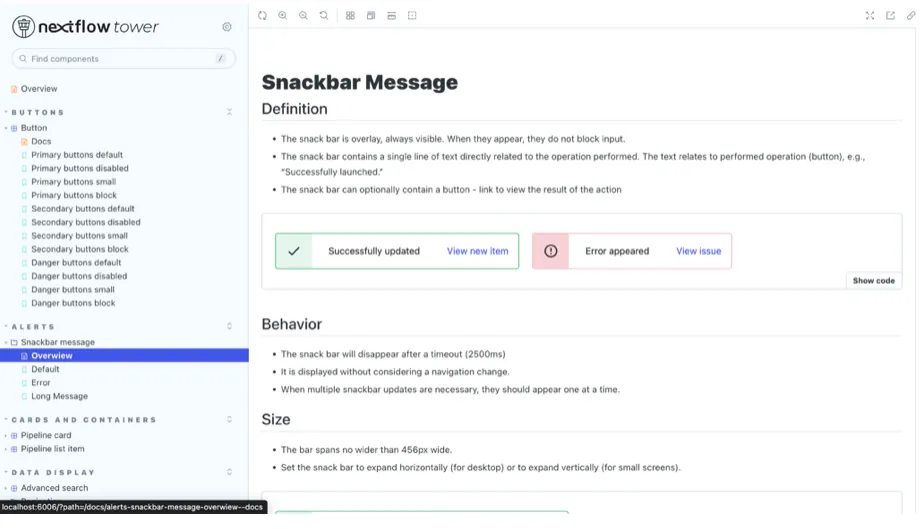 nextflow tower
Find components
/
Overview
BUTTONS
Button
Docs
Primary buttons default
Primary buttons disabled
Primary buttons small
Primary buttons block
Secondary buttons default
Secondary buttons disabled
Secondary buttons small
Secondary buttons block
Danger buttons default
Danger buttons disabled
Danger buttons small
Danger buttons block
ALERTS
Snackbar message
Overwiew
Default
Error
Long Message
CARDS AND CONTAINERS
Pipeline card
Pipeline list item
DATA DISPLAY
Advanced search
localhost:6006/?path=/docs/alerts-snackbar-message-overwiew--docs
Snackbar Message
Definition
• The snack bar is overlay, always visible. When they appear, they do not block input.
• The snack bar contains a single line of text directly related to the operation performed. The text relates to performed operation (button), e.g.,
“Successfully launched.”
• The snack bar can optionally contain a button - link to view the result of the action
Successfully updated View new item Error appeared View issue
Show code
Behavior
• The snack bar will disappear after a timeout (2500ms)
• It is displayed without considering a navigation change.
• When multiple snackbar updates are necessary, they should appear one at a time.
Size
• The bar spans no wider than 456px wide.
• Set the snack bar to expand horizontally (for desktop) or to expand vertically (for small screens).